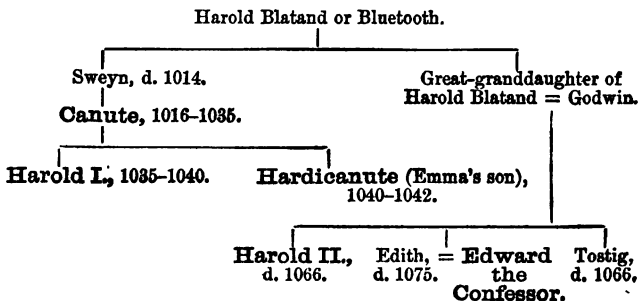 Harold Blatand or Bluetooth.
Sweyn, d. 1014.
Great-granddaughter of
Harold Blatand = Godwin.
Canute, 1016–1035.
Harold I., 1035–1040.
Hardicanute (Emma's son),
1040–1042.
Harold II., Edith, = Edward Tostig,
d. 1066. d. 1075. the d. 1066.
Confessor.